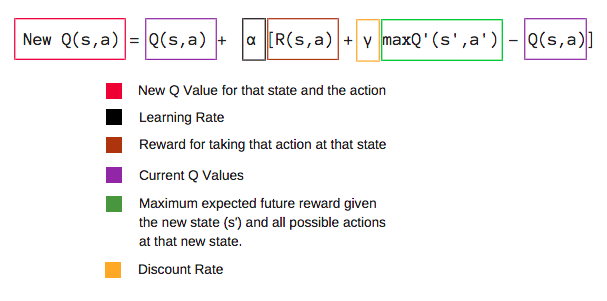 New Q(s,a) = Q(s,a) + α [R(s,a) + γ maxQ'(s',a') − Q(s,a)]
New Q Value for that state and the action
Learning Rate
Reward for taking that action at that state
Current Q Values
Maximum expected future reward given
the new state (s') and all possible actions
at that new state.
Discount Rate